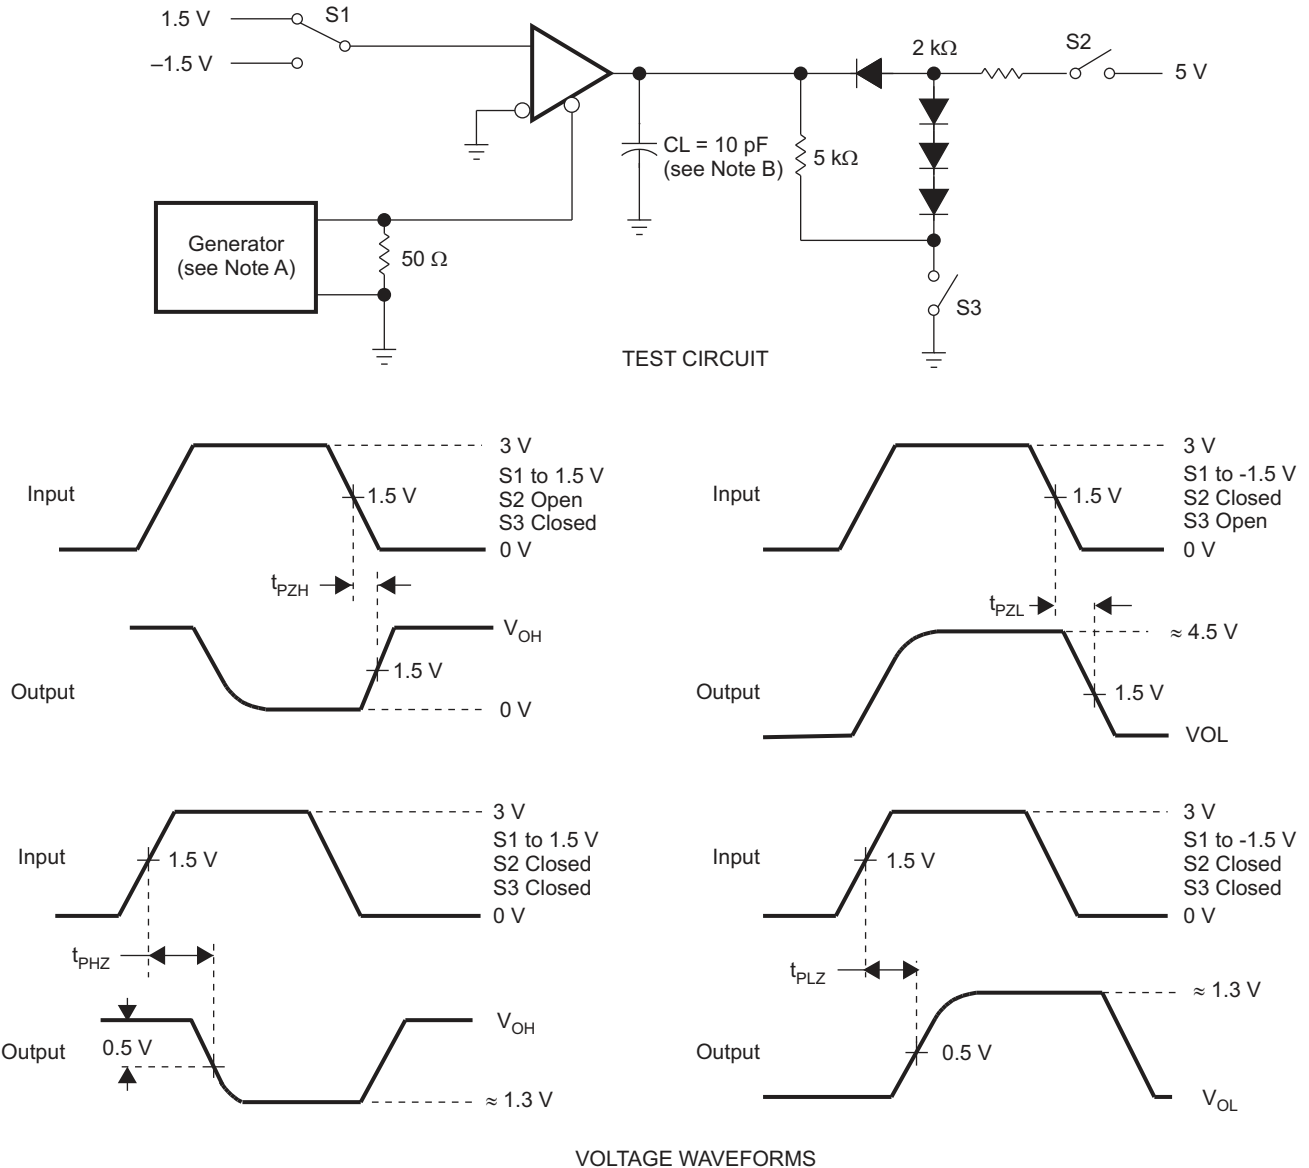 1.5 V
S1
–1.5 V
2 kΩ
S2
5 V
CL = 10 pF
(see Note B)
5 kΩ
Generator
(see Note A)
50 Ω
S3
TEST CIRCUIT
Input
3 V
1.5 V
S1 to 1.5 V
S2 Open
S3 Closed
0 V
tPZH
Output
VOH
1.5 V
0 V
Input
3 V
1.5 V
S1 to -1.5 V
S2 Closed
S3 Open
0 V
tPZL
Output
≈ 4.5 V
1.5 V
VOL
Input
3 V
1.5 V
S1 to 1.5 V
S2 Closed
S3 Closed
0 V
tPHZ
Output
0.5 V
VOH
≈ 1.3 V
Input
3 V
1.5 V
S1 to -1.5 V
S2 Closed
S3 Closed
0 V
tPLZ
Output
≈ 1.3 V
0.5 V
VOL
VOLTAGE WAVEFORMS